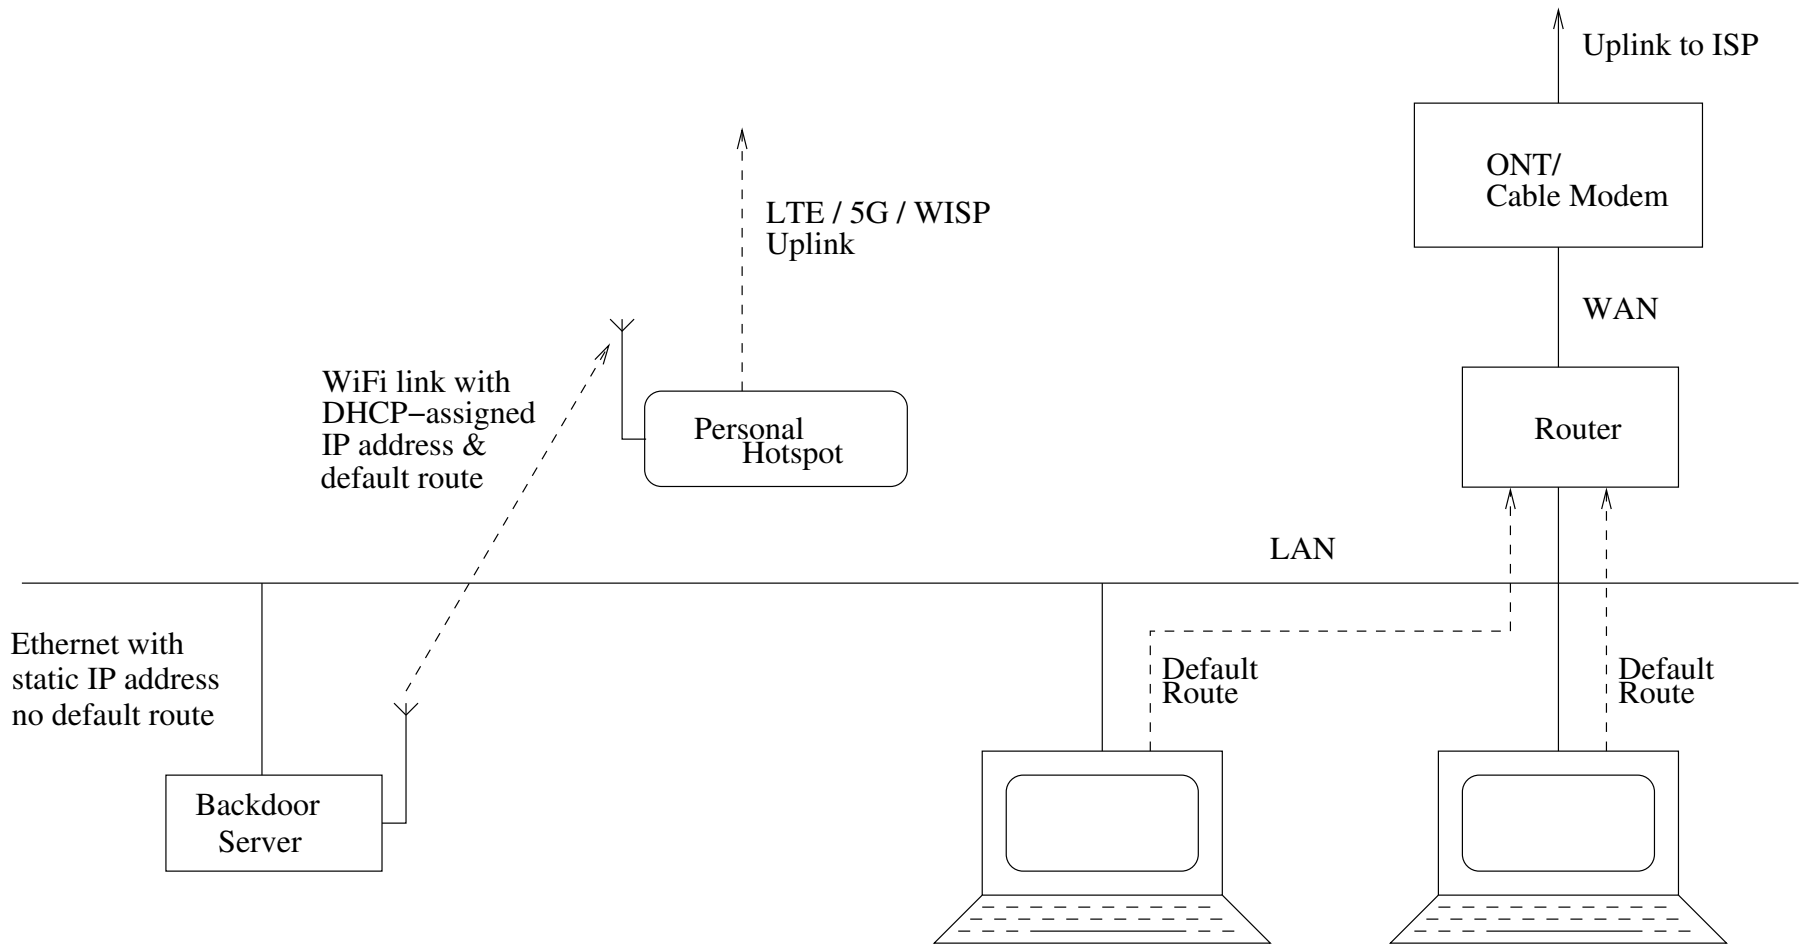 Uplink to ISP
ONT/
Cable Modem
LTE / 5G / WISP
Uplink
WAN
WiFi link with
DHCP−assigned
IP address &
default route
Personal
Hotspot
Router
LAN
Ethernet with
static IP address
no default route
Default
Route
Default
Route
Backdoor
Server